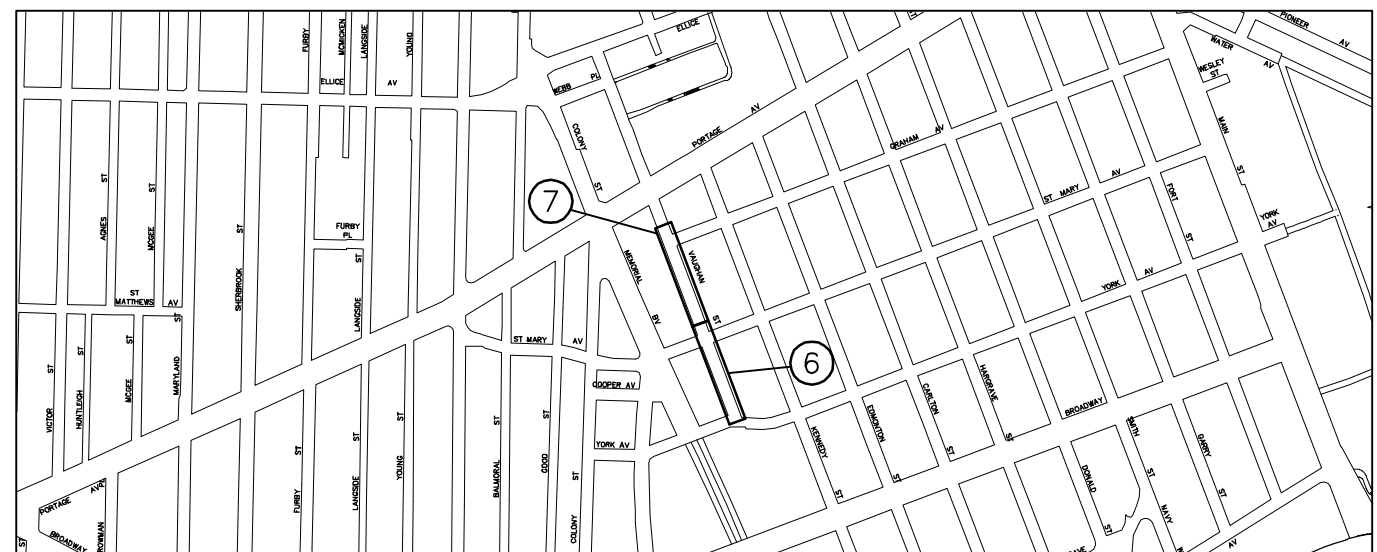 FURBY
MCMICKEN
LANGSIDE
YOUNG
ELLICE
AV
ELLICE
WEBB PL
COLONY
ST
PORTAGE AV
GRAHAM AV
ST MARY AV
PIONEER AV
WATER AV
WESLEY
ST
MAIN
ST
FORT
ST
YORK
AV
7
6
AGNES ST
MCGEE ST
SHERBROOK ST
FURBY
PL
LANGSIDE ST
ST
MATTHEWS AV
MEMORIAL
BV
VAUGHAN
ST
YORK AV
ST MARY AV
COOPER AV
YORK AV
VICTOR ST
HUNTLEIGH ST
MCGEE ST
MARYLAND ST
FURBY ST
LANGSIDE ST
YOUNG ST
BALMORAL ST
GOOD ST
COLONY ST
KENNEDY
ST
EDMONTON
ST
CARLTON
ST
HARGRAVE
ST
BROADWAY
DONALD
ST
SMITH
ST
NAVY
GARRY
ST
AV
PORTAGE AV
BROADWAY
ST